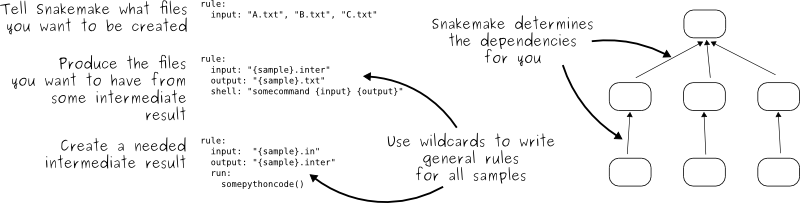 Tell Snakemake what files
you want to be created
rule:
input: "A.txt", "B.txt", "C.txt"
Produce the files
you want to have from
some intermediate
result
rule:
input: "{sample}.inter"
output: "{sample}.txt"
shell: "somecommand {input} {output}"
Create a needed
intermediate result
rule:
input:  "{sample}.in"
output: "{sample}.inter"
run:
somepythoncode()
Use wildcards to write
general rules
for all samples
Snakemake determines
the dependencies
for you